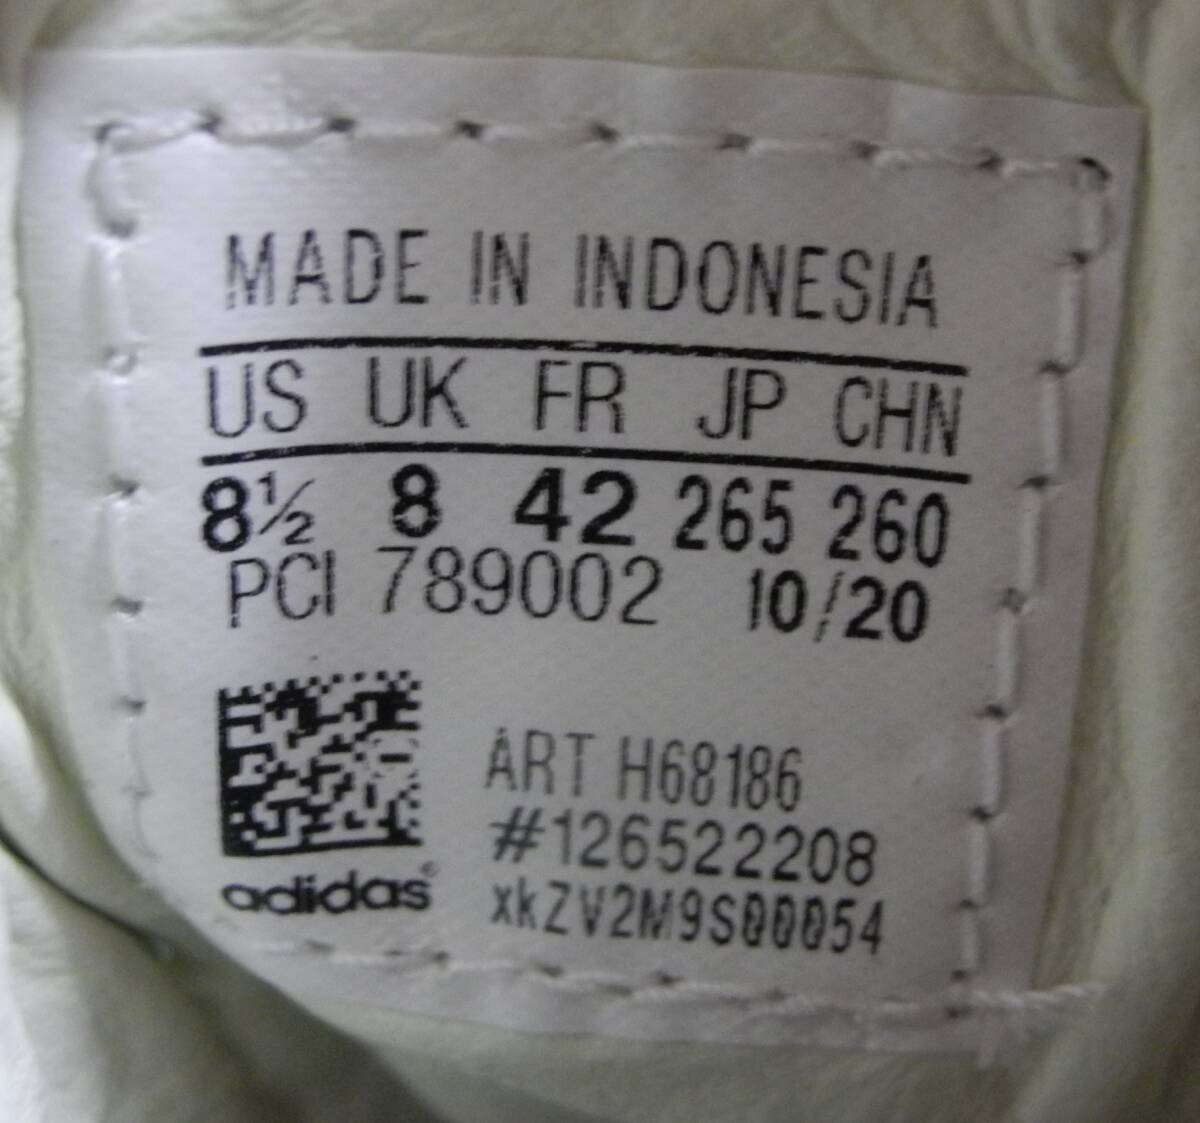 MADE IN INDONESIA
US UK FR JP CHN
8½ 8 42 265 260
PCI 789002 10/20
ART H68186
#126522208
adidas®
xkZV2M9S00054